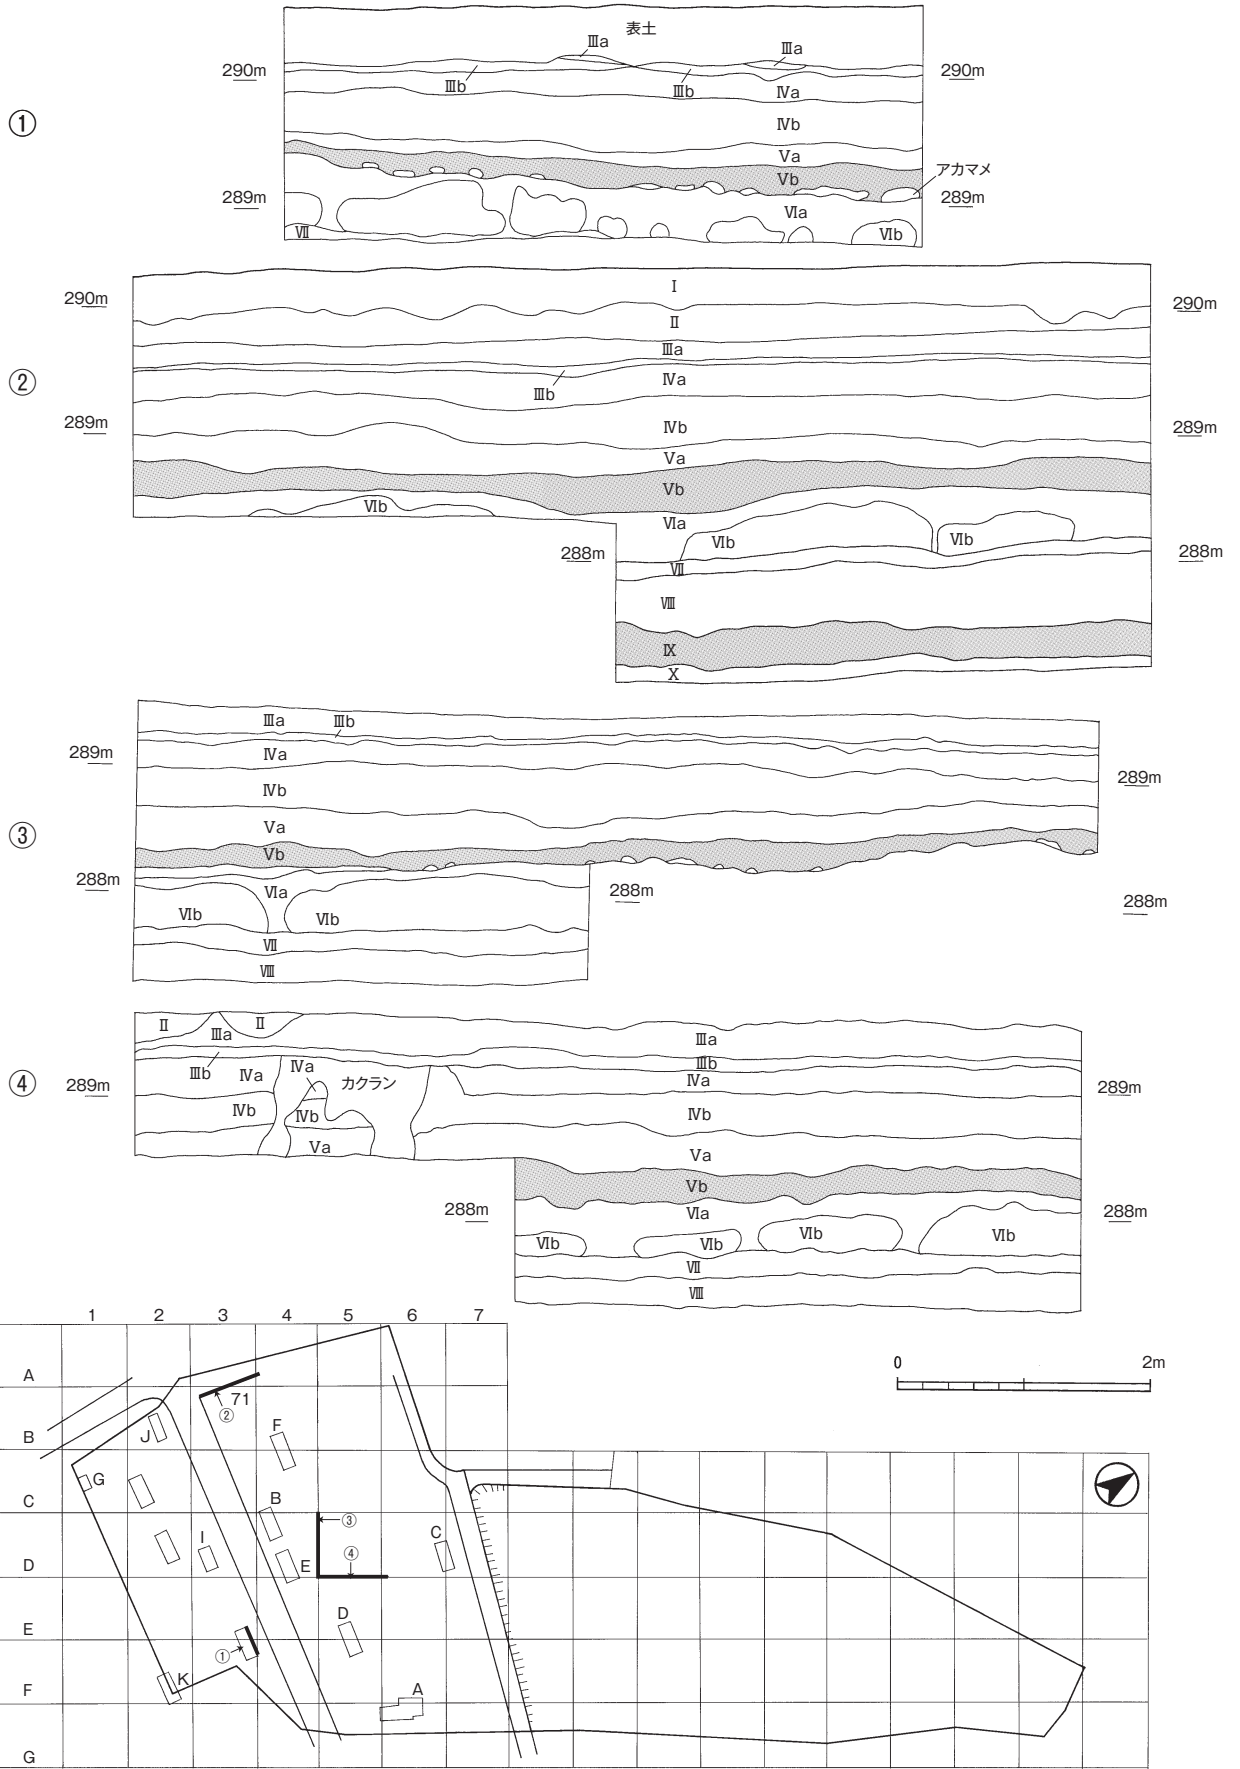 ①
表土
Ⅲa
Ⅲa
290m
290m
Ⅲb
Ⅲb
Ⅳa
Ⅳb
Ⅴa
Ⅴb
アカマメ
289m
289m
Ⅵa
Ⅶ
Ⅵb
②
Ⅰ
290m
290m
Ⅱ
Ⅲa
Ⅳa
Ⅲb
289m
289m
Ⅳb
Ⅴa
Ⅴb
Ⅵb
Ⅵa
Ⅵb
Ⅵb
288m
288m
Ⅶ
Ⅷ
Ⅸ
Ⅹ
③
Ⅲa
Ⅲb
289m
Ⅳa
289m
Ⅳb
Ⅴa
Ⅴb
288m
Ⅵa
288m
288m
Ⅵb
Ⅵb
Ⅶ
Ⅷ
④
Ⅱ
Ⅱ
Ⅲa
Ⅲa
Ⅲb
Ⅲb
Ⅳa
Ⅳa
カクラン
Ⅳa
289m
289m
Ⅳb
Ⅳb
Ⅳb
Ⅴa
Ⅴa
Ⅴb
288m
288m
Ⅵa
Ⅵb
Ⅵb
Ⅵb
Ⅵb
Ⅶ
Ⅷ
1 2 3 4 5 6 7
A
B
C
D
E
F
G
0 2m
71
②
J
F
G
B
③
I
E
④
C
D
①
K
A